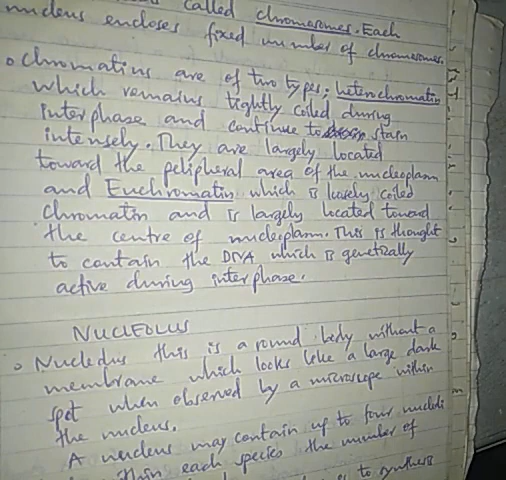 called chromosomes. Each
nucleus encloses fixed number of chromosomes.
o Chromatins are of two types; heterochromatin
which remains tightly coiled during
interphase and continue to stain
intensely. They are largely located
toward the peripheral area of the nucleoplasm
and Euchromatin which is loosely coiled
chromatin and is largely located toward
the centre of nucleoplasm. This is thought
to contain the DNA which is genetically
active during interphase.
NUCLEOLUS
o Nucleolus this is a round body without a
membrane which looks like a large dark
spot when observed by a microscope within
the nucleus.
A nucleus may contain up to four nucleoli
each species the number of
to synthesis